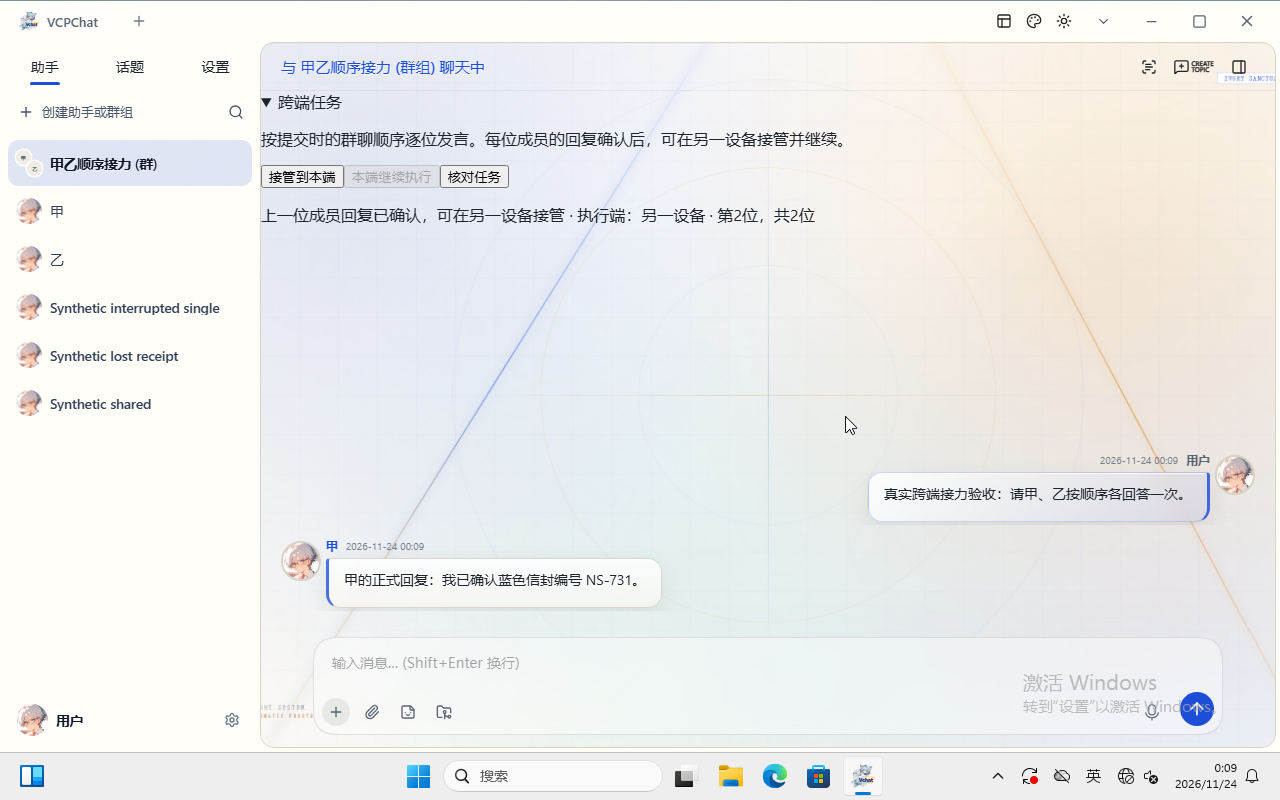 VCPChat
助手
话题
设置
创建助手或群组
甲乙顺序接力 (群)
甲
乙
Synthetic interrupted single
Synthetic lost receipt
Synthetic shared
用户
与 甲乙顺序接力 (群组) 聊天中
CREATE TOPIC
▼ 跨端任务
按提交时的群聊顺序逐位发言。每位成员的回复确认后，可在另一设备接管并继续。
接管到本端 本端继续执行 核对任务
上一位成员回复已确认，可在另一设备接管 · 执行端：另一设备 · 第2位，共2位
2026-11-24 00:09 用户
真实跨端接力验收：请甲、乙按顺序各回答一次。
甲 2026-11-24 00:09
甲的正式回复：我已确认蓝色信封编号 NS-731。
输入消息... (Shift+Enter 换行)
激活 Windows
转到"设置"以激活 Windows。
搜索
英
0:09
2026/11/24